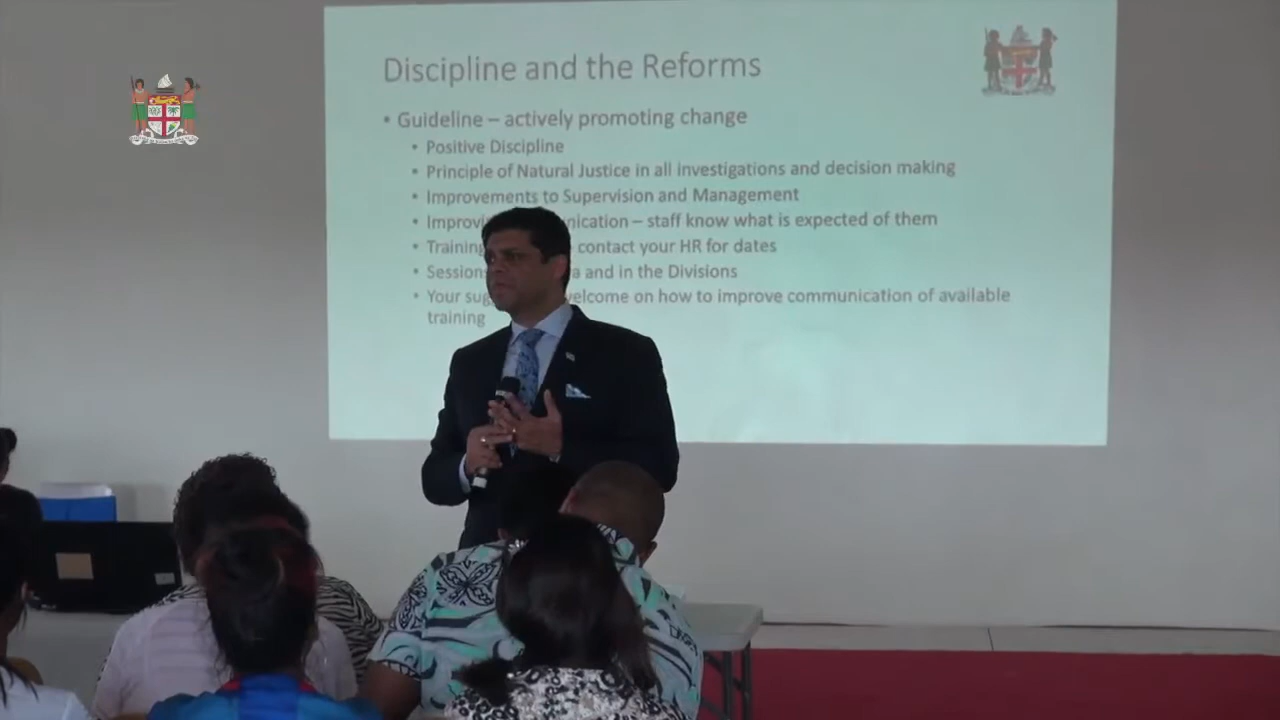 Discipline and the Reforms
• Guideline – actively promoting change
• Positive Discipline
• Principle of Natural Justice in all investigations and decision making
• Improvements to Supervision and Management
• – staff know what is expected of them
• Training contact your HR for dates
• and in the Divisions
• Your on how to improve communication of available
training